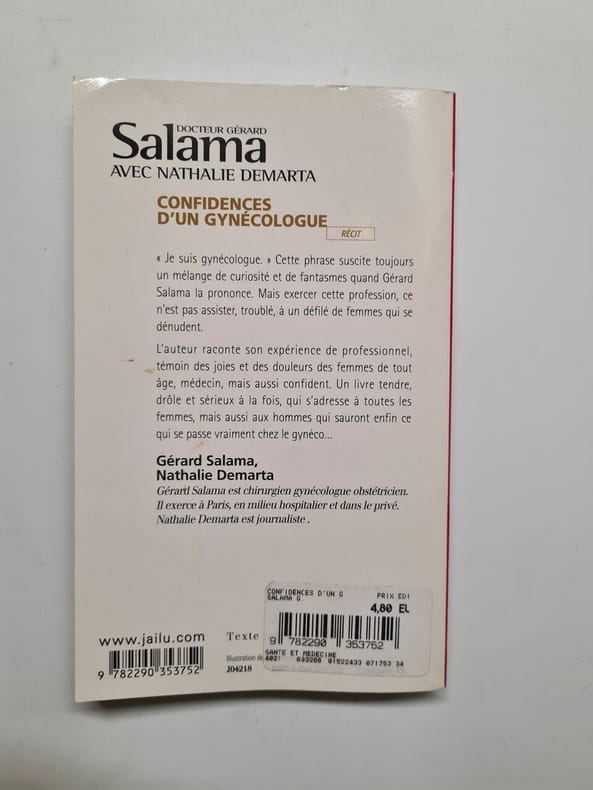 DOCTEUR GÉRARD
Salama
AVEC NATHALIE DEMARTA
CONFIDENCES
D'UN GYNÉCOLOGUE
RÉCIT
« Je suis gynécologue. » Cette phrase suscite toujours
un mélange de curiosité et de fantasmes quand Gérard
Salama la prononce. Mais exercer cette profession, ce
n'est pas assister, troublé, à un défilé de femmes qui se
dénudent.
L'auteur raconte son expérience de professionnel,
témoin des joies et des douleurs des femmes de tout
âge, médecin, mais aussi confident. Un livre tendre,
drôle et sérieux à la fois, qui s'adresse à toutes les
femmes, mais aussi aux hommes qui sauront enfin ce
qui se passe vraiment chez le gynéco...
Gérard Salama,
Nathalie Demarta
Gérard Salama est chirurgien gynécologue obstétricien.
Il exerce à Paris, en milieu hospitalier et dans le privé.
Nathalie Demarta est journaliste .
CONFIDENCES D'UN G
SALAMA G. PRIX EDI
4,80 EL
9 782290 353752
SANTE ET MEDECINE
4021 693266 01522433 071753 34
www.jailu.com
Texte
Illustration de
9 782290 353752
J04218